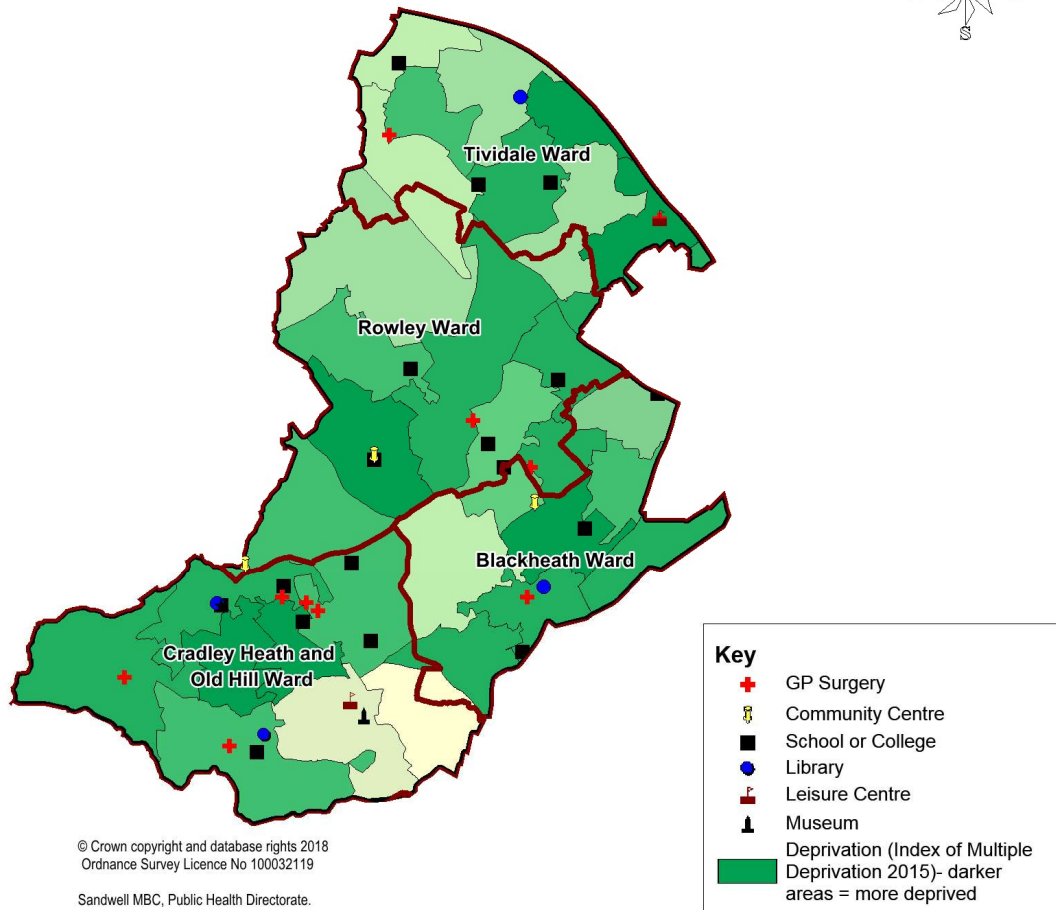 S
Tividale Ward
Rowley Ward
Blackheath Ward
Cradley Heath and
Old Hill Ward
Key
GP Surgery
Community Centre
School or College
Library
Leisure Centre
Museum
Deprivation (Index of Multiple
Deprivation 2015)- darker
areas = more deprived
© Crown copyright and database rights 2018
Ordnance Survey Licence No 100032119
Sandwell MBC, Public Health Directorate.